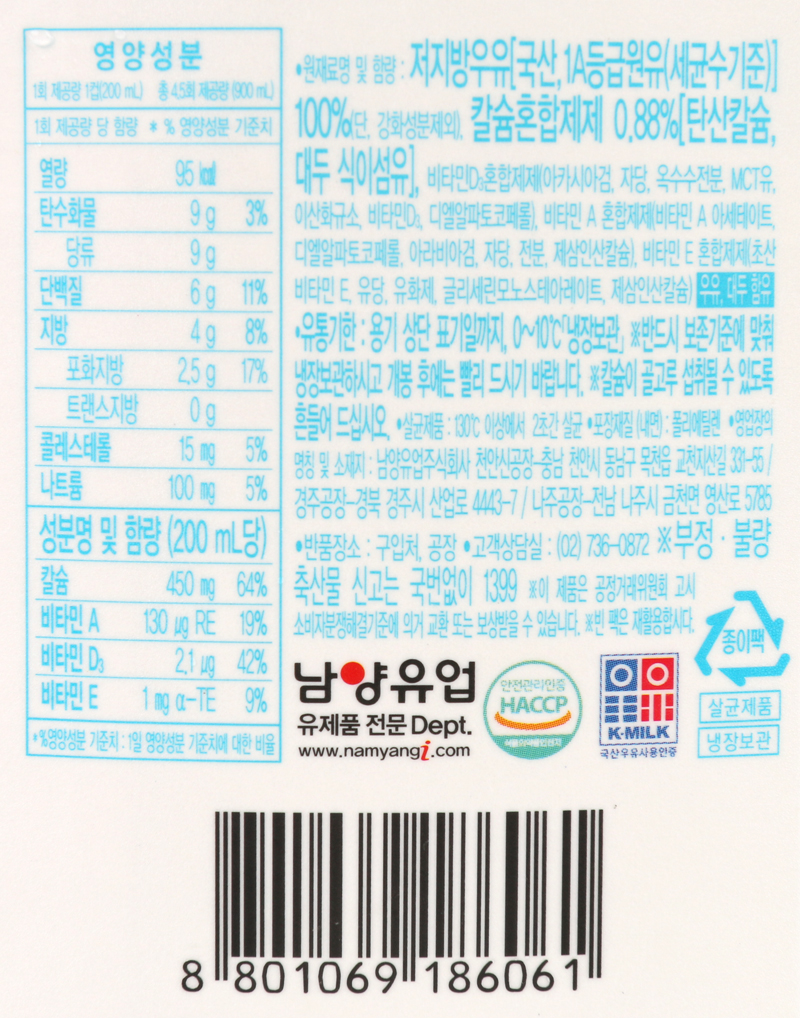 영양성분
1회 제공량 1컵(200 mL) 총 4.5회 제공량 (900 mL)
1회 제공량 당 함량 * % 영양성분 기준치
열량 95 kcal
탄수화물 9 g 3%
당류 9 g
단백질 6 g 11%
지방 4 g 8%
포화지방 2.5 g 17%
트랜스지방 0 g
콜레스테롤 15 mg 5%
나트륨 100 mg 5%
성분명 및 함량 (200 mL당)
칼슘 450 mg 64%
비타민 A 130 μg RE 19%
비타민 D₃ 2.1 μg 42%
비타민 E 1 mg α-TE 9%
*%영양성분 기준치 : 1일 영양성분 기준치에 대한 비율
•원재료명 및 함량 : 저지방우유[국산, 1A등급원유(세균수기준)]
100%(단, 강화성분제외), 칼슘혼합제제 0.88%[탄산칼슘,
대두 식이섬유], 비타민D₃혼합제제(아카시아검, 자당, 옥수수전분, MCT유,
이산화규소, 비타민D₃, 디엘알파토코페롤), 비타민 A 혼합제제(비타민 A 아세테이트,
디엘알파토코페롤, 아라비아검, 자당, 전분, 제삼인산칼슘), 비타민 E 혼합제제(초산
비타민 E, 유당, 유화제, 글리세린모노스테아레이트, 제삼인산칼슘) 우유, 대두 함유
•유통기한 : 용기 상단 표기일까지, 0~10℃「냉장보관」 ※반드시 보존기준에 맞춰
냉장보관하시고 개봉 후에는 빨리 드시기 바랍니다. ※칼슘이 골고루 섭취될 수 있도록
흔들어 드십시오. •살균제품 : 130℃ 이상에서 2초간 살균 •포장재질 (내면) : 폴리에틸렌 •영업장의
명칭 및 소재지 : 남양유업주식회사 천안신공장-충남 천안시 동남구 목천읍 교천지산길 331-55 /
경주공장-경북 경주시 산업로 4443-7 / 나주공장-전남 나주시 금천면 영산로 5785
•반품장소 : 구입처, 공장 •고객상담실 : (02) 736-0872 ※부정·불량
축산물 신고는 국번없이 1399 ※이 제품은 공정거래위원회 고시
소비자분쟁해결기준에 의거 교환 또는 보상받을 수 있습니다. ※빈 팩은 재활용합시다.
종이팩
살균제품
냉장보관
남양유업
유제품 전문 Dept.
www.namyangi.com
안전관리인증
HACCP
K-MILK
국산우유사용인증
8 801069 186061